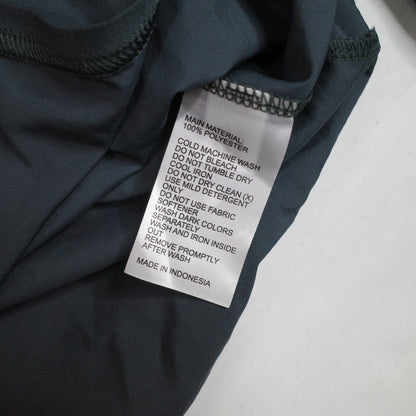 MAIN MATERIAL:
100% POLYESTER
COLD MACHINE WASH
DO NOT BLEACH
DO NOT TUMBLE DRY
COOL IRON
DO NOT DRY CLEAN (X)
USE MILD DETERGENT
ONLY
DO NOT USE FABRIC
SOFTENER
WASH DARK COLORS
SEPARATELY
WASH AND IRON INSIDE
OUT
REMOVE PROMPTLY
AFTER WASH
MADE IN INDONESIA